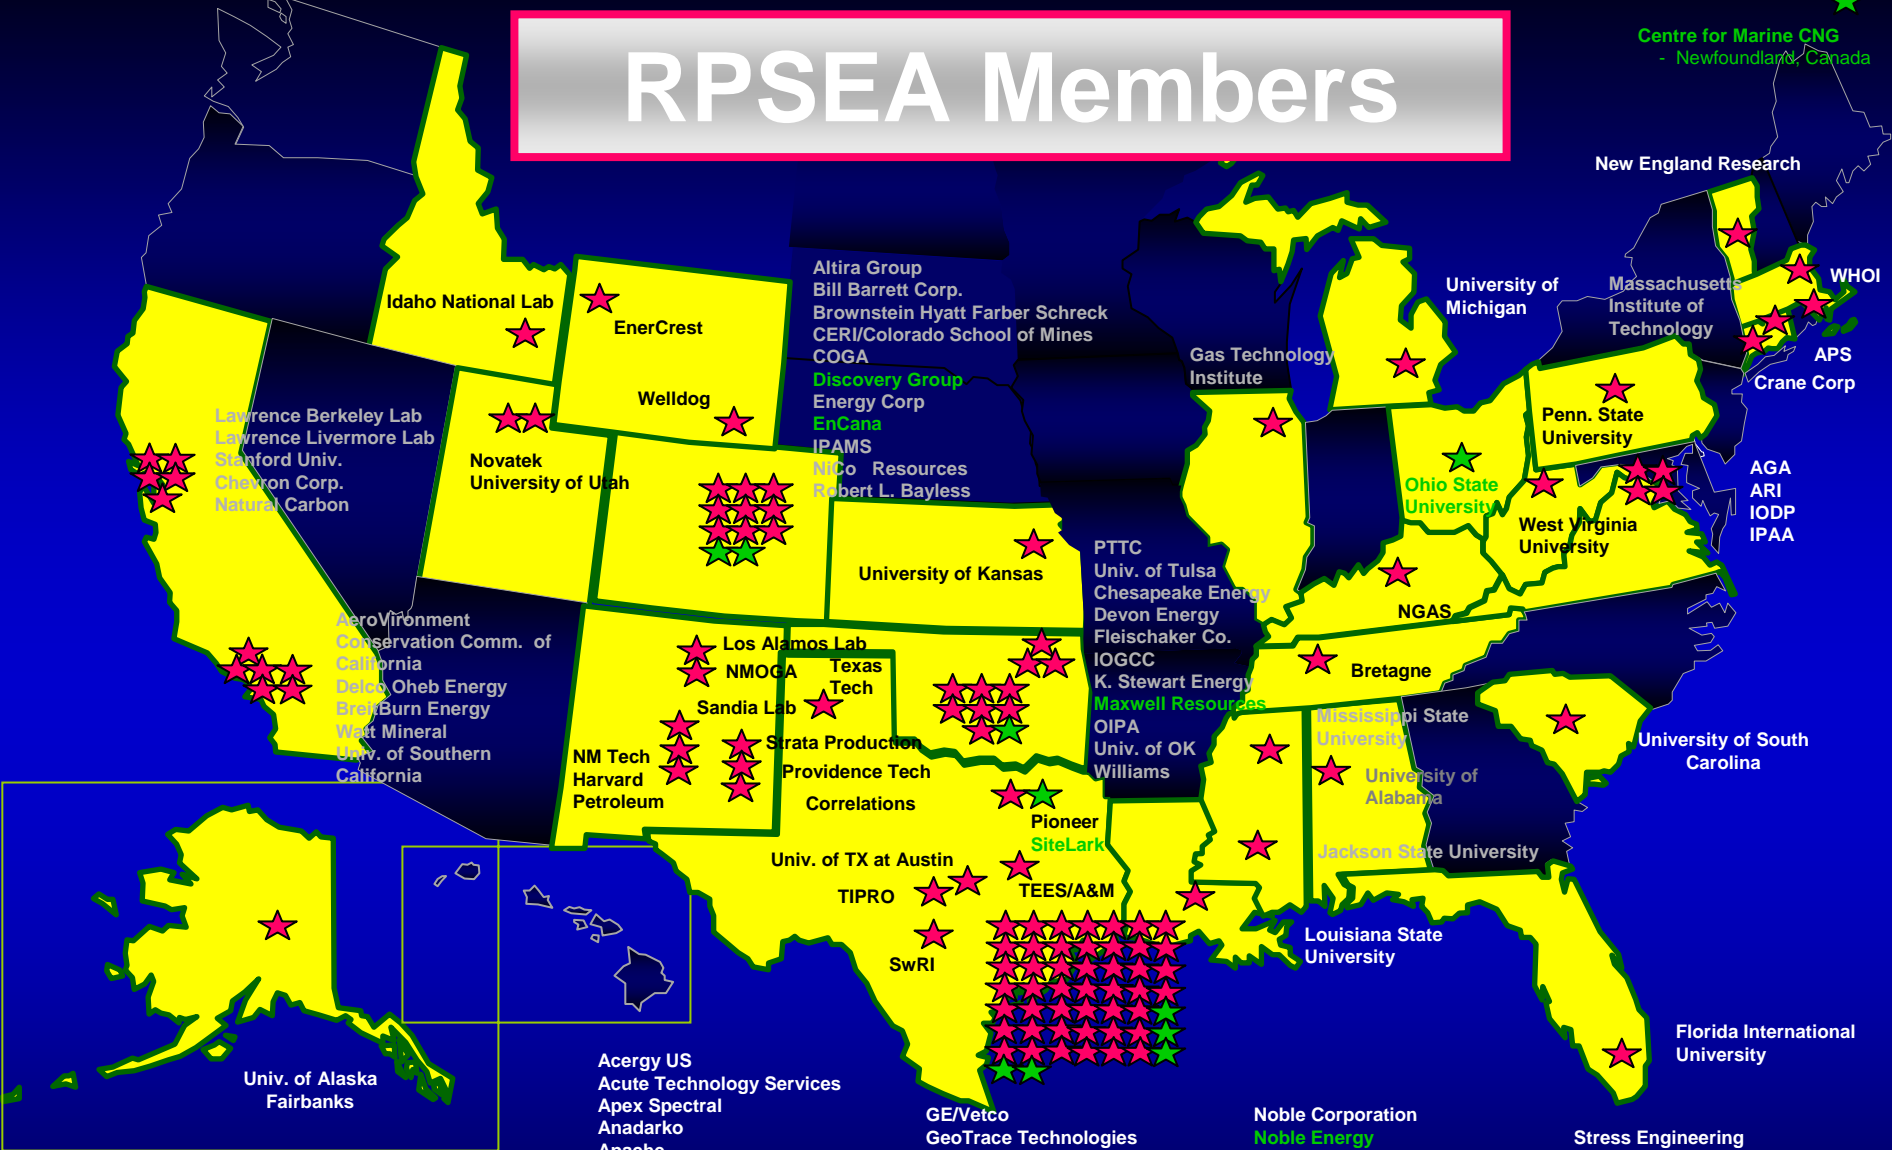 RPSEA Members
Centre for Marine CNG
- Newfoundland, Canada
New England Research
WHOI
Massachusetts
Institute of
Technology
APS
Crane Corp
University of
Michigan
Gas Technology
Institute
Penn. State
University
AGA
ARI
IODP
IPAA
Ohio State
University
West Virginia
University
NGAS
Bretagne
Idaho National Lab
EnerCrest
Welldog
Altira Group
Bill Barrett Corp.
Brownstein Hyatt Farber Schreck
CERI/Colorado School of Mines
COGA
Discovery Group
Energy Corp
EnCana
IPAMS
NiCo Resources
Robert L. Bayless
Lawrence Berkeley Lab
Lawrence Livermore Lab
Stanford Univ.
Chevron Corp.
Natural Carbon
Novatek
University of Utah
University of Kansas
PTTC
Univ. of Tulsa
Chesapeake Energy
Devon Energy
Fleischaker Co.
IOGCC
K. Stewart Energy
Maxwell Resources
OIPA
Univ. of OK
Williams
AeroVironment
Conservation Comm. of
California
Delco Oheb Energy
BreitBurn Energy
Watt Mineral
Univ. of Southern
California
Los Alamos Lab
NMOGA
Texas
Tech
Sandia Lab
Strata Production
NM Tech
Harvard
Petroleum
Providence Tech
Correlations
Pioneer
SiteLark
Univ. of TX at Austin
TIPRO
TEES/A&M
SwRI
Mississippi State
University
University of
Alabama
Jackson State University
University of South
Carolina
Louisiana State
University
Florida International
University
Univ. of Alaska
Fairbanks
Acergy US
Acute Technology Services
Apex Spectral
Anadarko
Apache
GE/Vetco
GeoTrace Technologies
Noble Corporation
Noble Energy
Stress Engineering